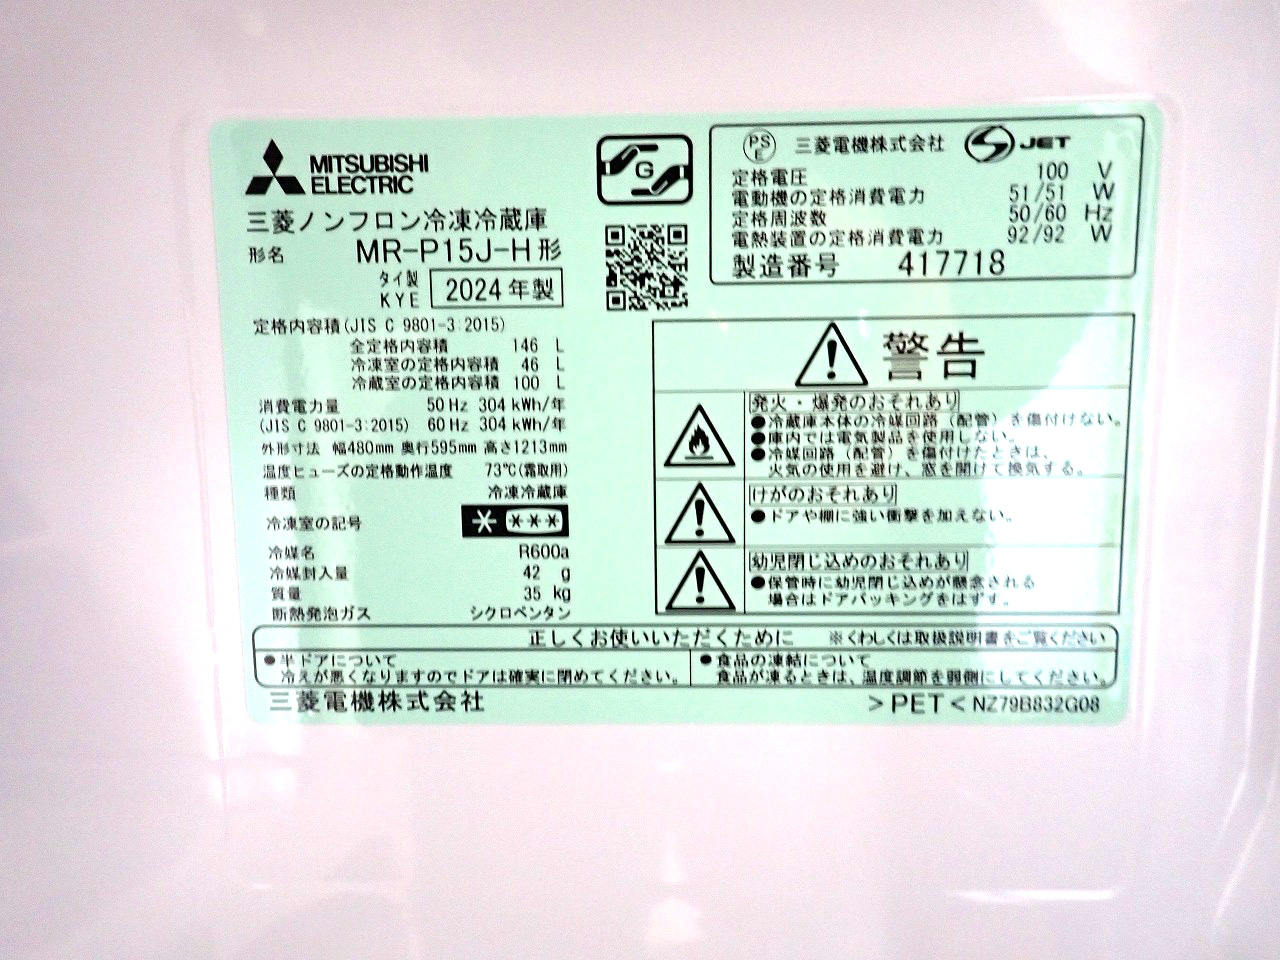 MITSUBISHI
ELECTRIC
三菱ノンフロン冷凍冷蔵庫
形名 MR-P15J-H形
タイ製
KYE 2024年製
定格内容積(JIS C 9801-3:2015)
全定格内容積 146 L
冷凍室の定格内容積 46 L
冷蔵室の定格内容積 100 L
消費電力量 50Hz 304kWh/年
(JIS C 9801-3:2015) 60Hz 304kWh/年
外形寸法 幅480mm 奥行595mm 高さ1213mm
温度ヒューズの定格動作温度 73℃(霜取用)
種類 冷凍冷蔵庫
冷凍室の記号
冷媒名 R600a
冷媒封入量 42 g
質量 35 kg
断熱発泡ガス シクロペンタン
G
PS
E 三菱電機株式会社 JET
定格電圧 100 V
電動機の定格消費電力 51/51 W
定格周波数 50/60 Hz
電熱装置の定格消費電力 92/92 W
製造番号 417718
警告
発火・爆発のおそれあり
●冷蔵庫本体の冷媒回路(配管)を傷付けない。
●庫内では電気製品を使用しない。
●冷媒回路(配管)を傷付けたときは、
火気の使用を避け、窓を開けて換気する。
けがのおそれあり
●ドアや棚に強い衝撃を加えない。
幼児閉じ込めのおそれあり
●保管時に幼児閉じ込めが懸念される
場合はドアパッキングをはずす。
正しくお使いいただくために ※くわしくは取扱説明書をご覧ください
●半ドアについて
冷えが悪くなりますのでドアは確実に閉めてください。
●食品の凍結について
食品が凍るときは、温度調節を弱側にしてください。
三菱電機株式会社 >PET< NZ79B832G08